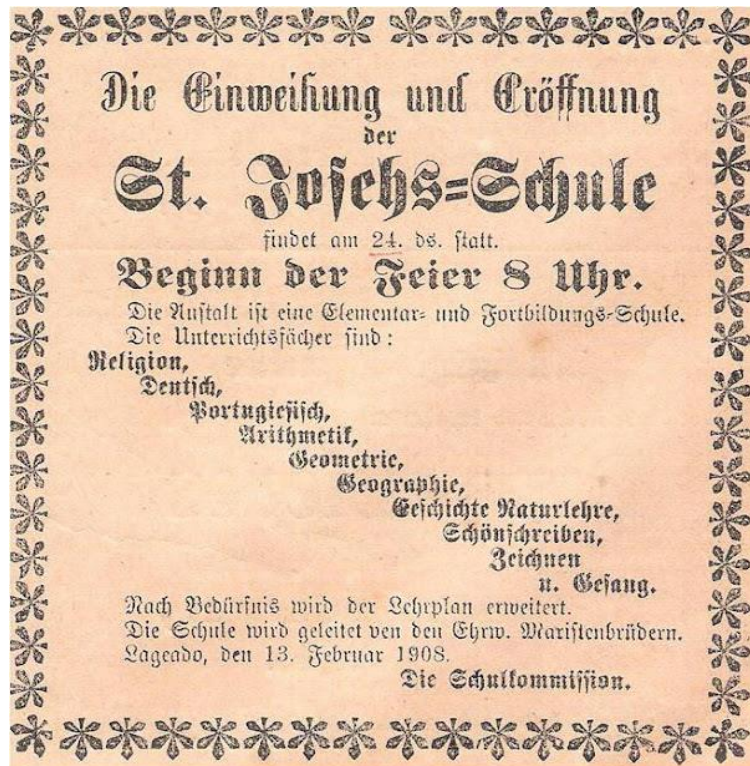 Die Einweihung und Eröffnung
der
St. Josehs=Schule
findet am 24. ds. statt.
Beginn der Feier 8 Uhr.
Die Anstalt ist eine Elementar- und Fortbildungs-Schule.
Die Unterrichtsfächer sind:
Religion,
Deutsch,
Portugiesisch,
Arithmetik,
Geometrie,
Geographie,
Geschichte Naturlehre,
Schönschreiben,
Zeichnen
u. Gesang.
Nach Bedürfnis wird der Lehrplan erweitert.
Die Schule wird geleitet von den Ehrw. Maristenbrüdern.
Lageado, den 13. Februar 1908.
Die Schulkommission.